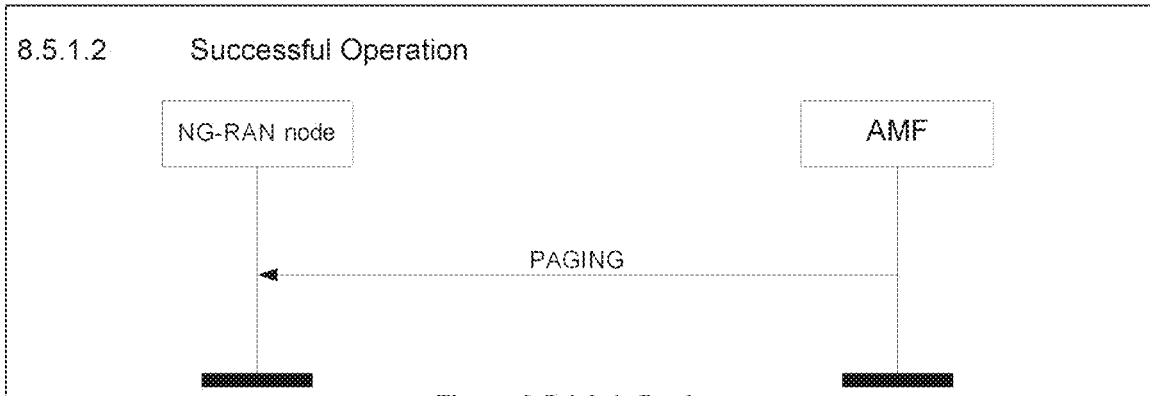 8.5.1.2 Successful Operation
NG-RAN node
AMF
PAGING